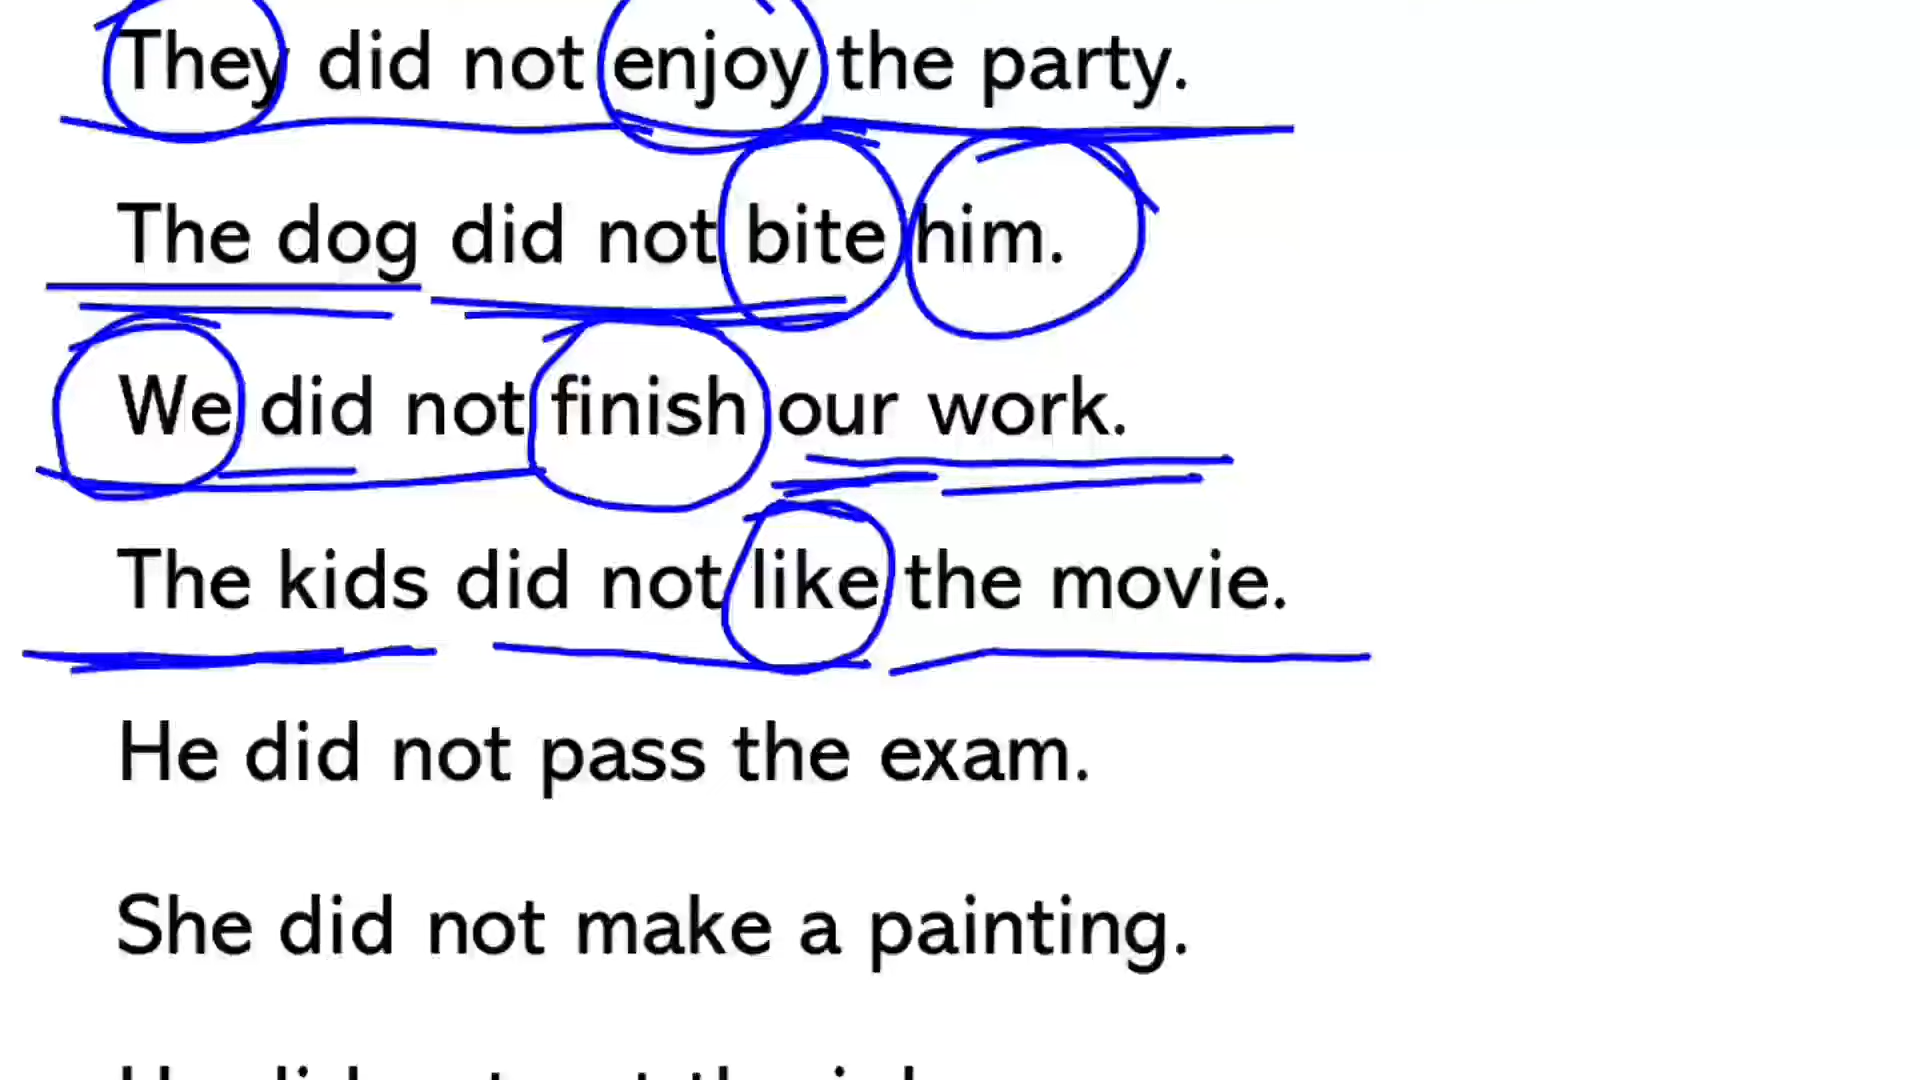 They did not enjoy the party.
The dog did not bite him.
We did not finish our work.
The kids did not like the movie.
He did not pass the exam.
She did not make a painting.